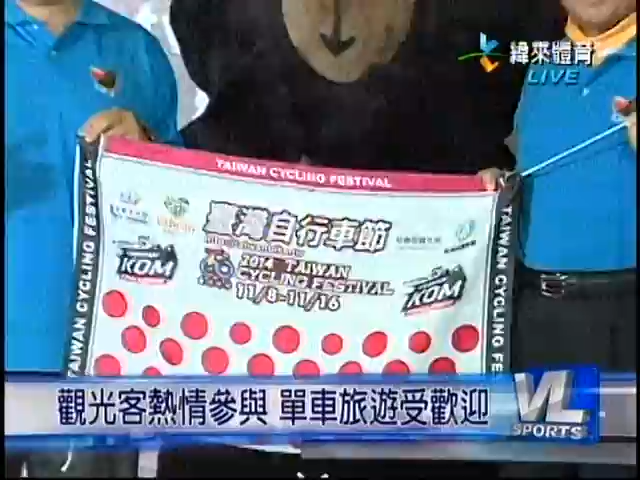 緯來體育
LIVE
TAIWAN CYCLING FESTIVAL
TAIWAN CYCLING FESTIVAL
TAIWAN CYCLING FESTIVAL
臺灣自行車節
2014 TAIWAN
CYCLING FESTIVAL
11/8-11/16
KOM
KOM
觀光客熱情參與 單車旅遊受歡迎
VL
SPORTS